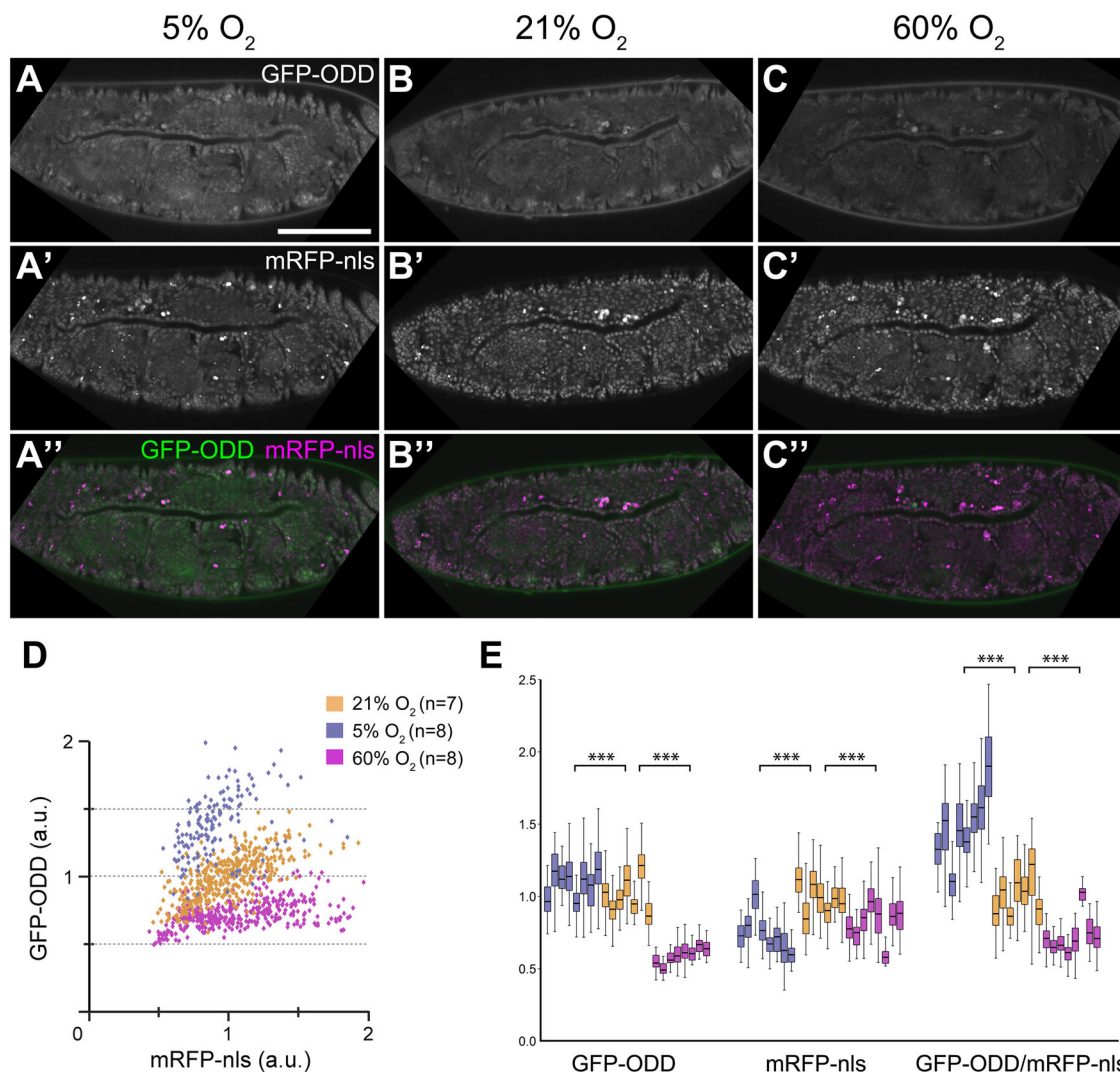 5% O2
21% O2
60% O2
A
GFP-ODD
B
C
A'
mRFP-nls
B'
C'
A''
GFP-ODD mRFP-nls
B''
C''
D
21% O2 (n=7)
5% O2 (n=8)
60% O2 (n=8)
2
1
0
1
2
GFP-ODD (a.u.)
mRFP-nls (a.u.)
E
***
***
***
***
***
***
2.5
2.0
1.5
1.0
0.5
0.0
GFP-ODD
mRFP-nls
GFP-ODD/mRFP-nls